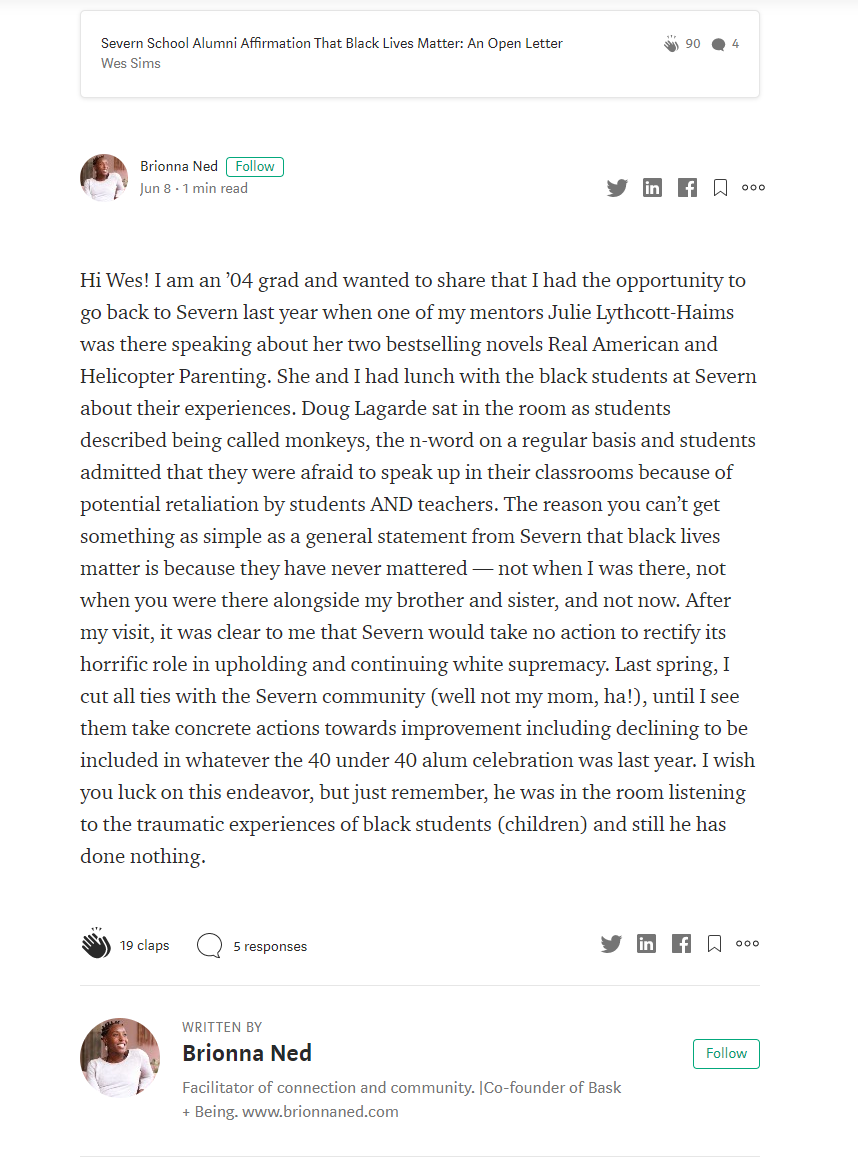 Severn School Alumni Affirmation That Black Lives Matter: An Open Letter
90
4
Wes Sims
Brionna Ned Follow
Jun 8 · 1 min read
Hi Wes! I am an ’04 grad and wanted to share that I had the opportunity to
go back to Severn last year when one of my mentors Julie Lythcott-Haims
was there speaking about her two bestselling novels Real American and
Helicopter Parenting. She and I had lunch with the black students at Severn
about their experiences. Doug Lagarde sat in the room as students
described being called monkeys, the n-word on a regular basis and students
admitted that they were afraid to speak up in their classrooms because of
potential retaliation by students AND teachers. The reason you can’t get
something as simple as a general statement from Severn that black lives
matter is because they have never mattered — not when I was there, not
when you were there alongside my brother and sister, and not now. After
my visit, it was clear to me that Severn would take no action to rectify its
horrific role in upholding and continuing white supremacy. Last spring, I
cut all ties with the Severn community (well not my mom, ha!), until I see
them take concrete actions towards improvement including declining to be
included in whatever the 40 under 40 alum celebration was last year. I wish
you luck on this endeavor, but just remember, he was in the room listening
to the traumatic experiences of black students (children) and still he has
done nothing.
19 claps
5 responses
WRITTEN BY
Brionna Ned
Follow
Facilitator of connection and community. |Co-founder of Bask
+ Being. www.brionnaned.com